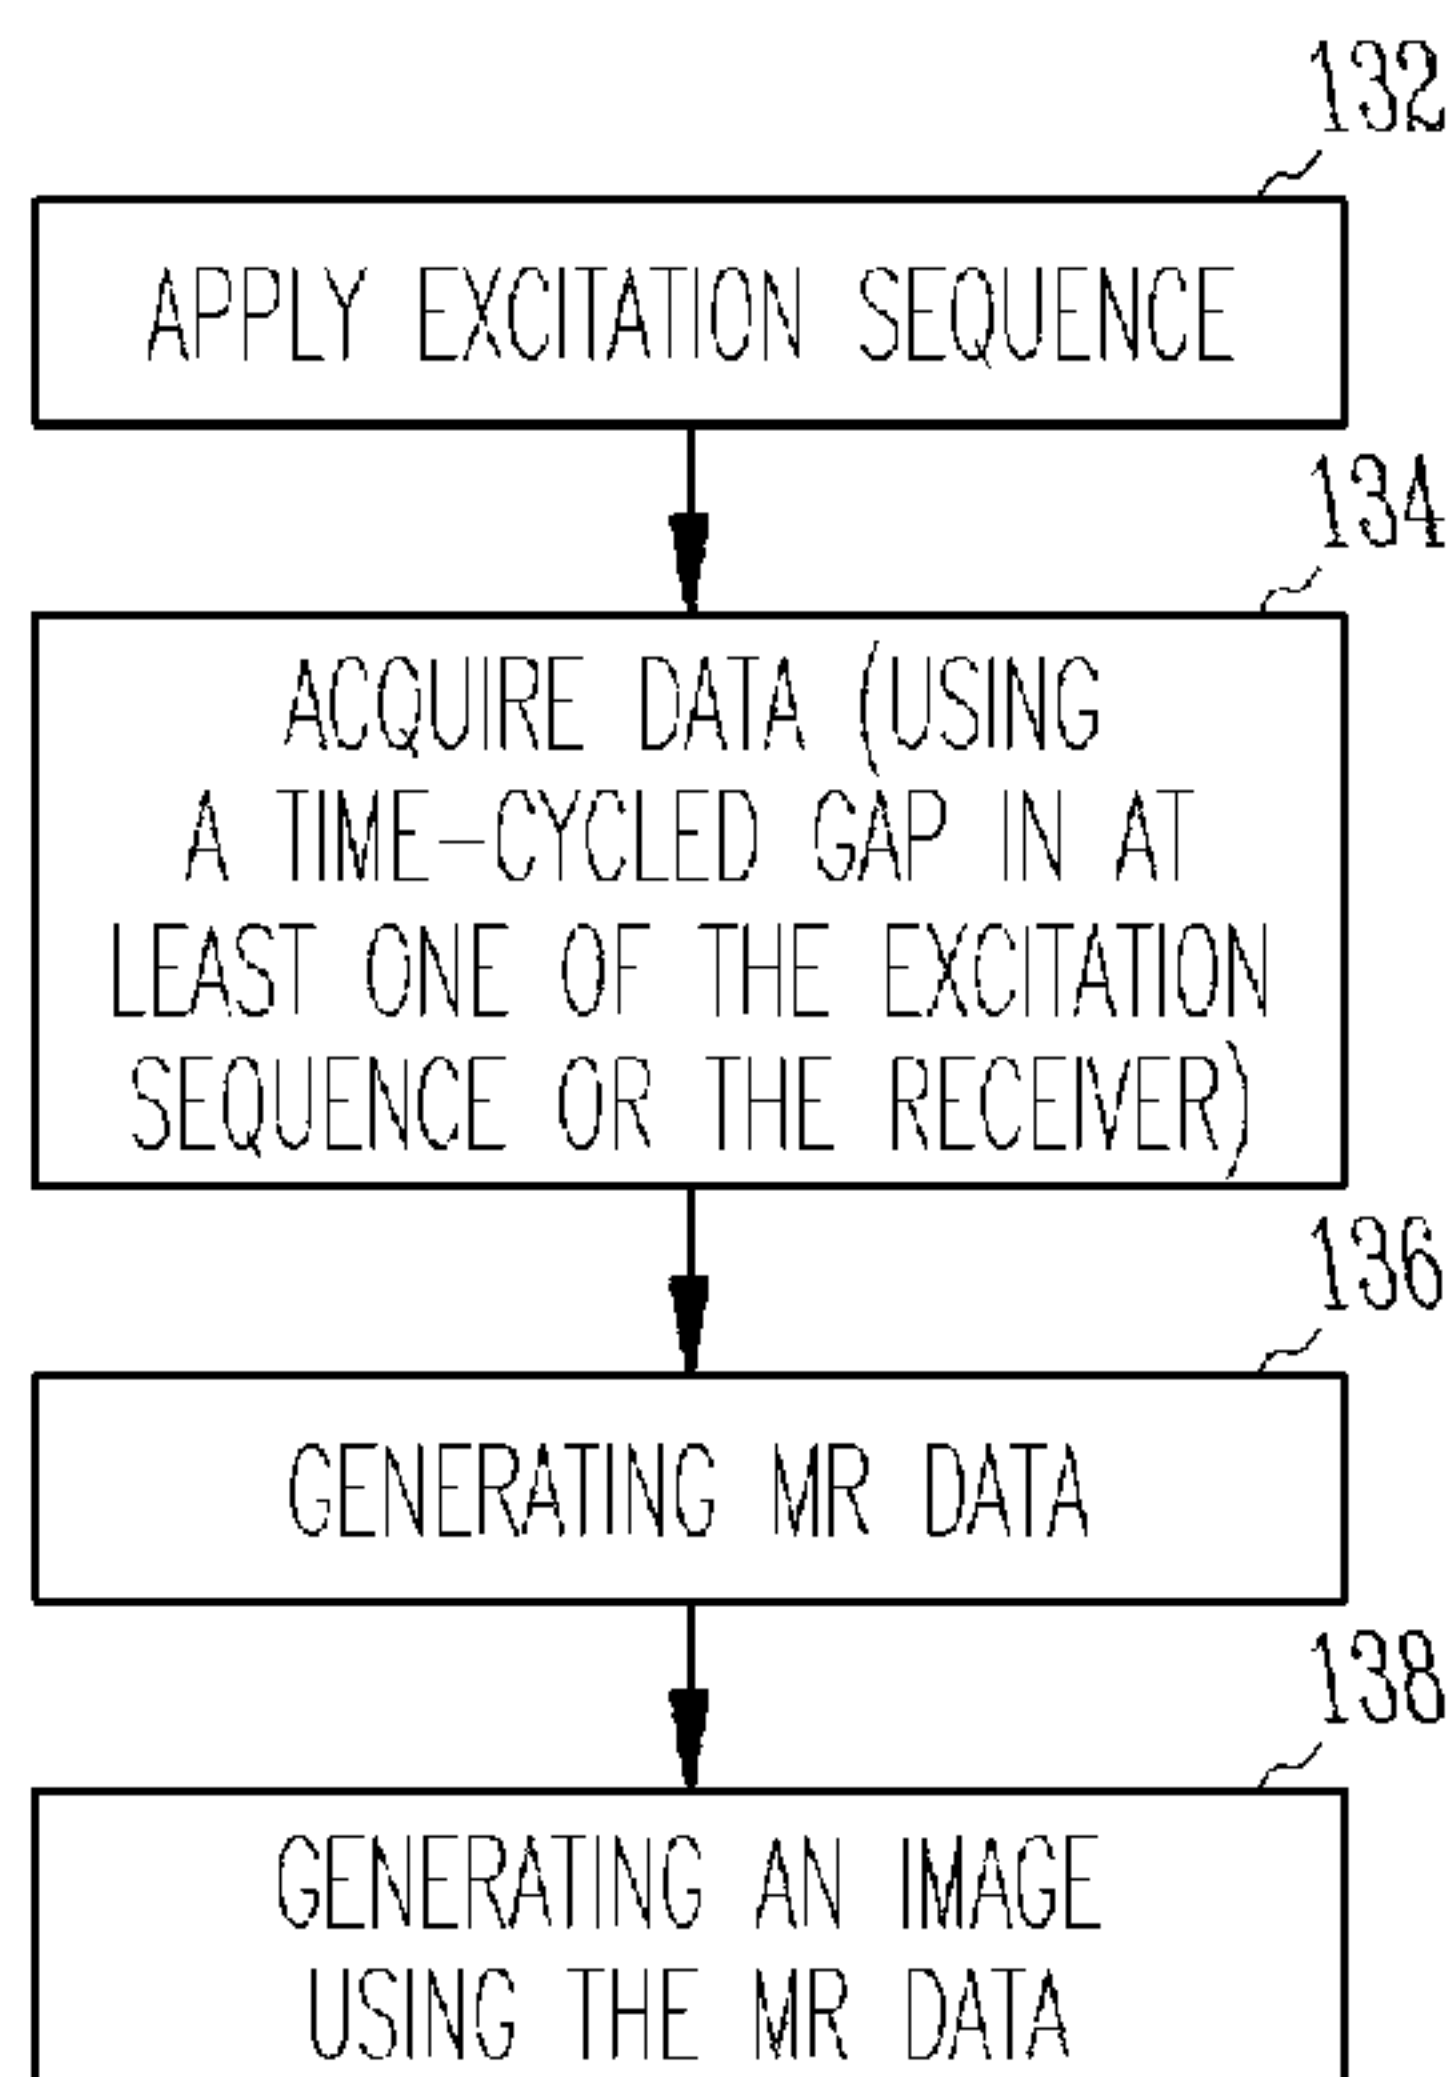 132
APPLY EXCITATION SEQUENCE
134
ACQUIRE DATA (USING
A TIME-CYCLED GAP IN AT
LEAST ONE OF THE EXCITATION
SEQUENCE OR THE RECEIVER)
136
GENERATING MR DATA
138
GENERATING AN IMAGE
USING THE MR DATA